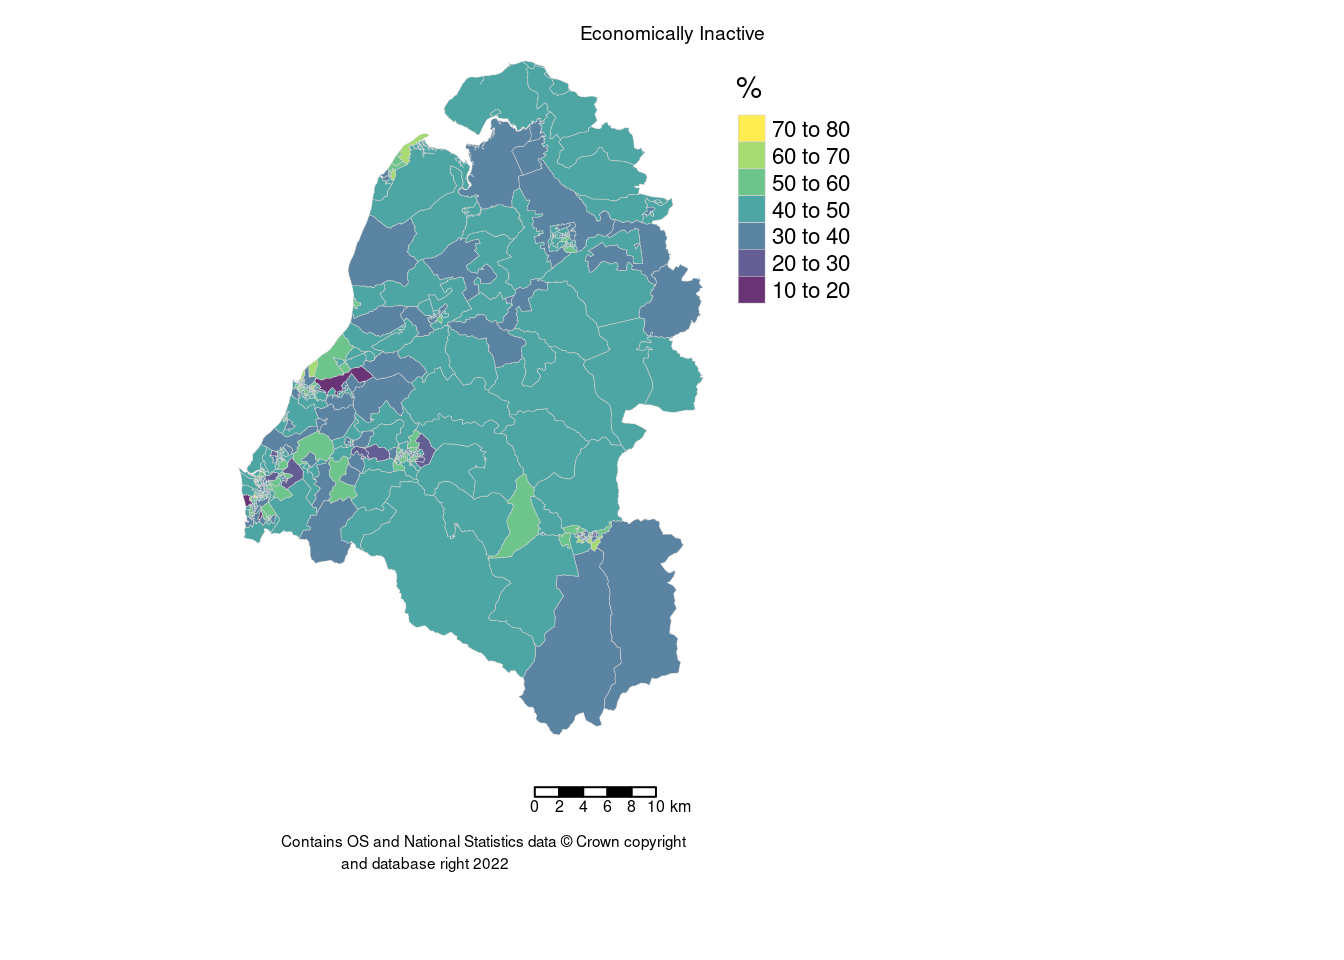 Economically Inactive
%
70 to 80
60 to 70
50 to 60
40 to 50
30 to 40
20 to 30
10 to 20
0 2 4 6 8 10 km
Contains OS and National Statistics data © Crown copyright
and database right 2022